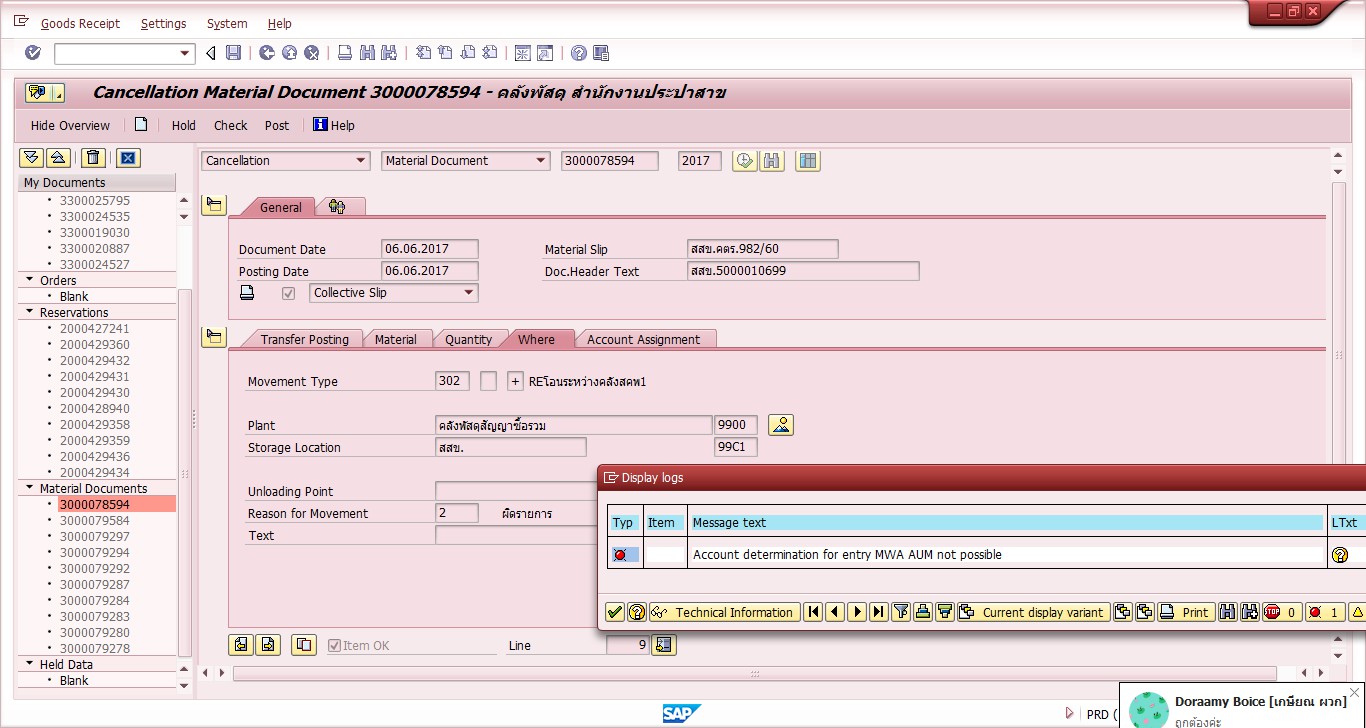 Goods Receipt Settings System Help
Cancellation Material Document 3000078594 - คลังพัสดุ สำนักงานประปาสาข
Hide Overview Hold Check Post Help
My Documents
3300025795
3300024535
3300019030
3300020887
3300024527
Orders
Blank
Reservations
2000427241
2000429360
2000429432
2000429431
2000429430
2000428940
2000429358
2000429359
2000429436
2000429434
Material Documents
3000078594
3000079584
3000079297
3000079294
3000079292
3000079287
3000079284
3000079283
3000079280
3000079278
Held Data
Blank
Cancellation Material Document 3000078594 2017
General
Document Date 06.06.2017 Material Slip สสข.คตร.982/60
Posting Date 06.06.2017 Doc.Header Text สสข.5000010699
Collective Slip
Transfer Posting Material Quantity Where Account Assignment
Movement Type 302 + REโอนระหว่างคลังสคพ1
Plant คลังพัสดุสัญญาซื้อรวม 9900
Storage Location สสข. 99C1
Unloading Point
Reason for Movement 2 ผิดรายการ
Text
Item OK Line 9
Display logs
Typ Item Message text LTxt
Account determination for entry MWA AUM not possible
Technical Information Current display variant Print STOP 0 1
SAP PRD (
Doraamy Boice [เกษียณ ผวก]
ถูกต้องค่ะ